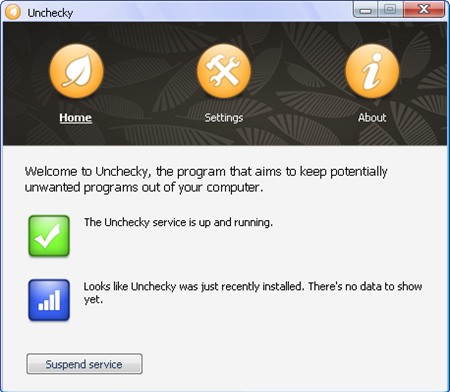 Unchecky
Home
Settings
About
Welcome to Unchecky, the program that aims to keep potentially
unwanted programs out of your computer.
The Unchecky service is up and running.
Looks like Unchecky was just recently installed. There's no data to show
yet.
Suspend service